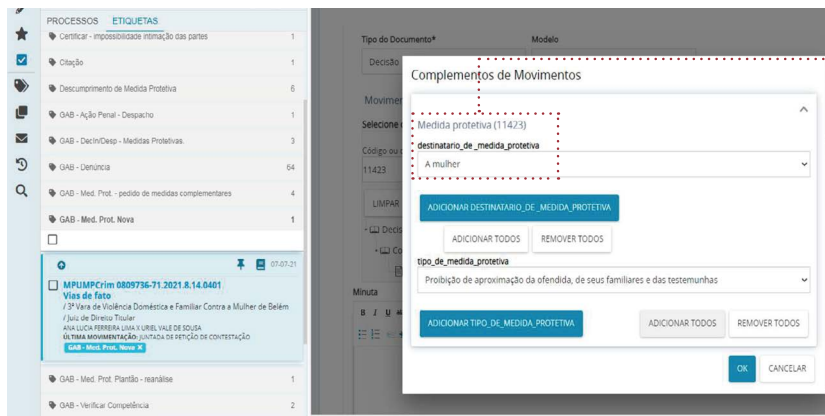 PROCESSOS ETIQUETAS
Certificar - impossibilidade intimação das partes 1
Citação 1
Descumprimento de Medida Protetiva 6
GAB - Ação Penal - Despacho 1
GAB - Decln/Desp - Medidas Protetivas. 3
GAB - Denúncia 64
GAB - Med. Prot. - pedido de medidas complementares 4
GAB - Med. Prot. Nova 1
07-07-21
MPUMPCrim 0809736-71.2021.8.14.0401
Vias de fato
/ 3ª Vara de Violência Doméstica e Familiar Contra a Mulher de Belém
/ Juiz de Direito Titular
ANA LUCIA FERREIRA LIMA X URIEL VALE DE SOUSA
ÚLTIMA MOVIMENTAÇÃO: JUNTADA DE PETIÇÃO DE CONTESTAÇÃO
GAB - Med. Prot. Nova X
GAB - Med. Prot. Plantão - reanálise 1
GAB - Verificar Competência 2
Tipo do Documento* Modelo
Decisão
Movimen
Selecione
Código ou
11423
LIMPAR
Decis
Co
Minuta
B I U
Complementos de Movimentos
Medida protetiva (11423)
destinatario_de _medida_protetiva
A mulher
ADICIONAR DESTINATARIO_DE _MEDIDA_PROTETIVA
ADICIONAR TODOS REMOVER TODOS
tipo_de_medida_protetiva
Proibição de aproximação da ofendida, de seus familiares e das testemunhas
ADICIONAR TIPO_DE_MEDIDA_PROTETIVA ADICIONAR TODOS REMOVER TODOS
OK CANCELAR